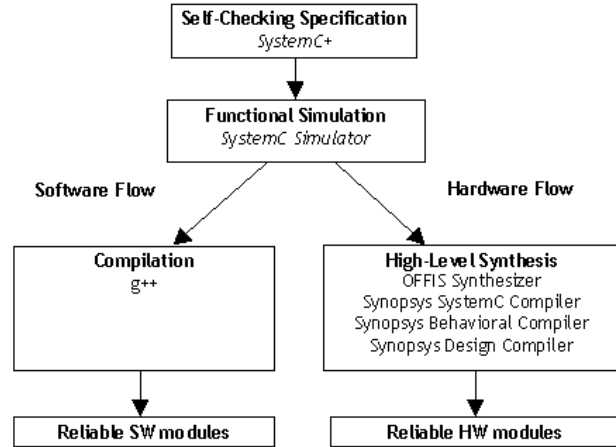 Self-Checking Specification
SystemC+
Functional Simulation
SystemC Simulator
Software Flow
Hardware Flow
Compilation
g++
High-Level Synthesis
OFFIS Synthesizer
Synopsys SystemC Compiler
Synopsys Behavioral Compiler
Synopsys Design Compiler
Reliable SW modules
Reliable HW modules